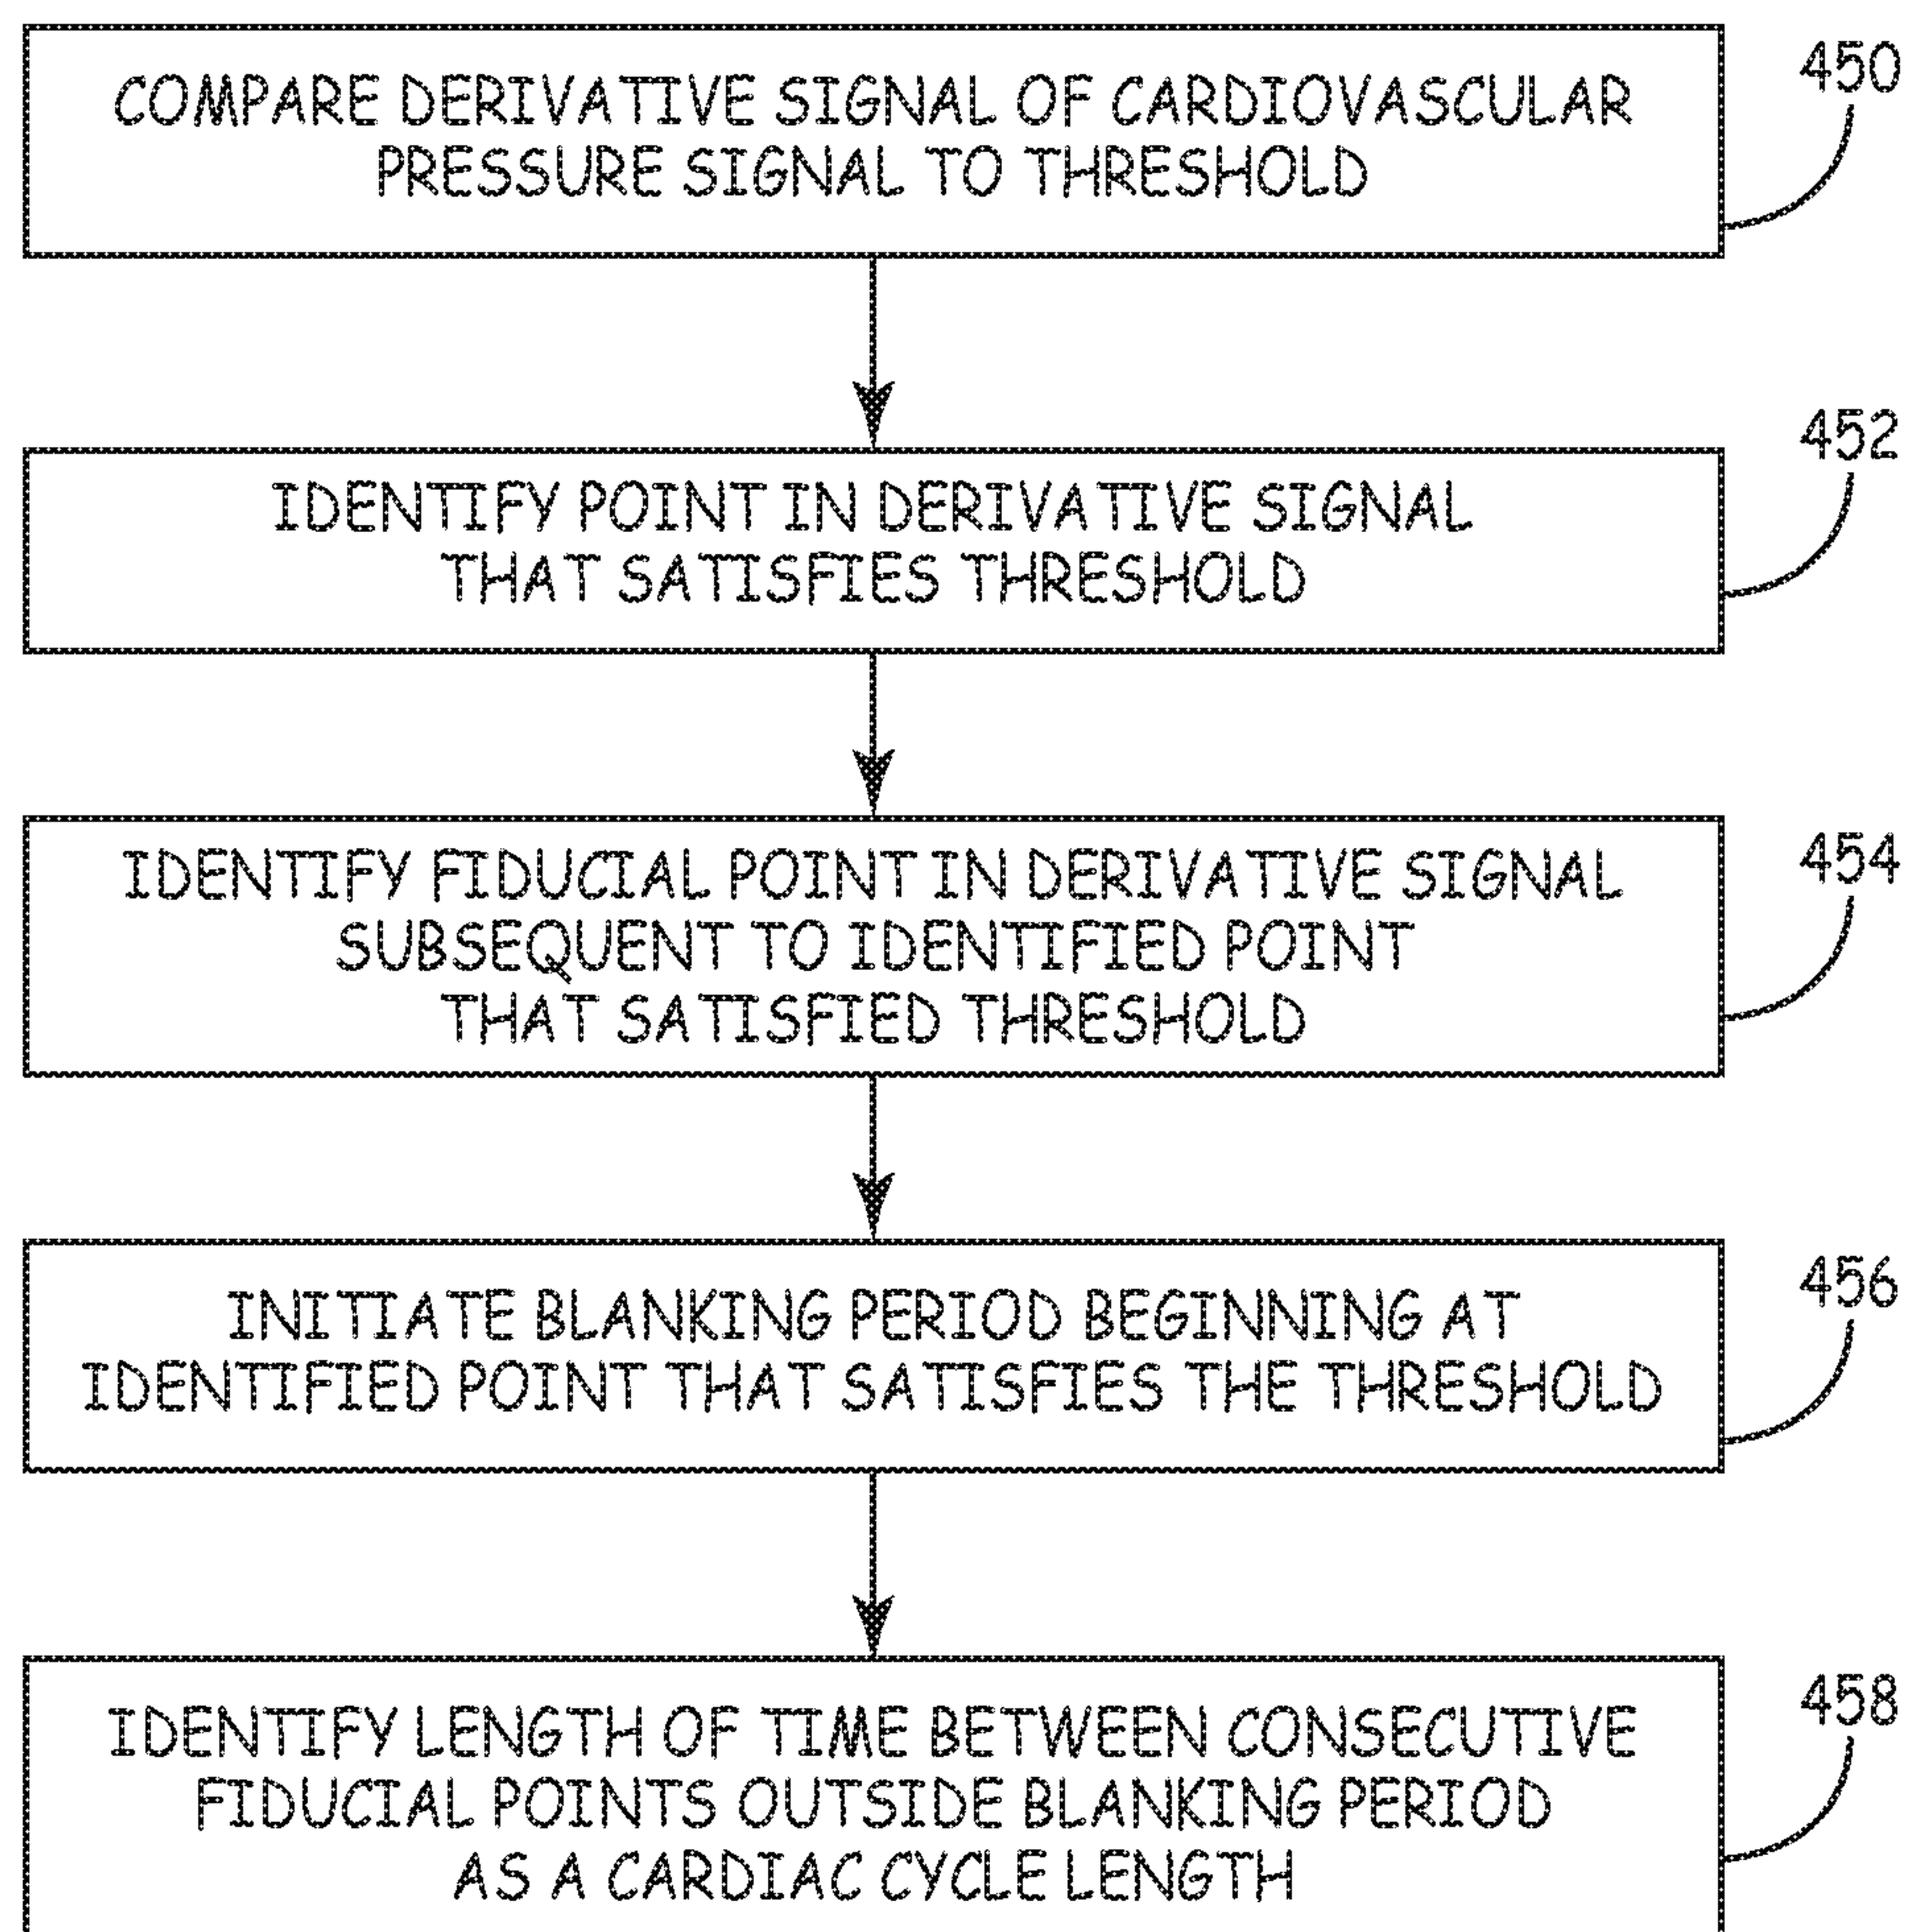 COMPARE DERIVATIVE SIGNAL OF CARDIOVASCULAR
PRESSURE SIGNAL TO THRESHOLD
450
IDENTIFY POINT IN DERIVATIVE SIGNAL
THAT SATISFIES THRESHOLD
452
IDENTIFY FIDUCIAL POINT IN DERIVATIVE SIGNAL
SUBSEQUENT TO IDENTIFIED POINT
THAT SATISFIED THRESHOLD
454
INITIATE BLANKING PERIOD BEGINNING AT
IDENTIFIED POINT THAT SATISFIES THE THRESHOLD
456
IDENTIFY LENGTH OF TIME BETWEEN CONSECUTIVE
FIDUCIAL POINTS OUTSIDE BLANKING PERIOD
AS A CARDIAC CYCLE LENGTH
458